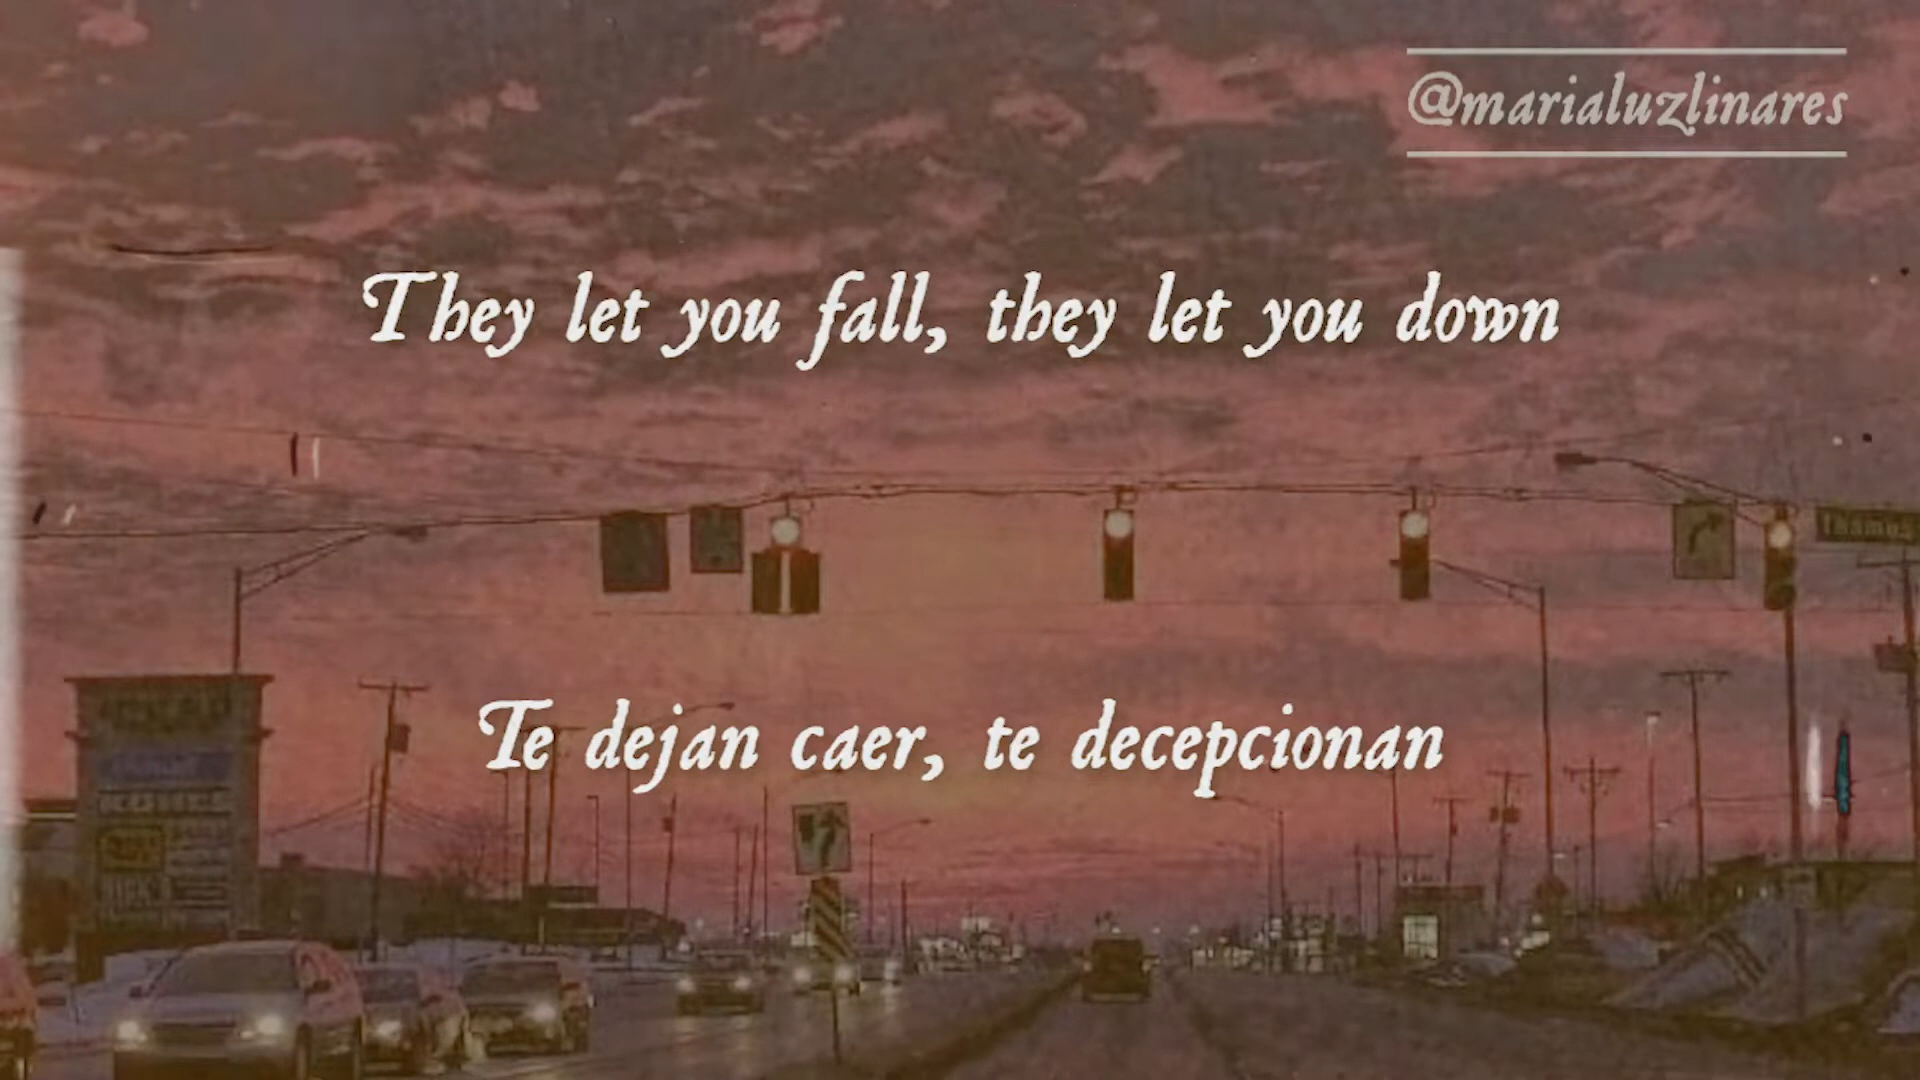 @marialuzlinares
They let you fall, they let you down
Te dejan caer, te decepcionan